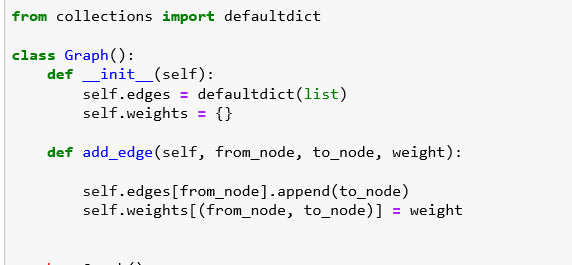 from collections import defaultdict
class Graph():
    def __init__(self):
        self.edges = defaultdict(list)
        self.weights = {}
    def add_edge(self, from_node, to_node, weight):
        self.edges[from_node].append(to_node)
        self.weights[(from_node, to_node)] = weight